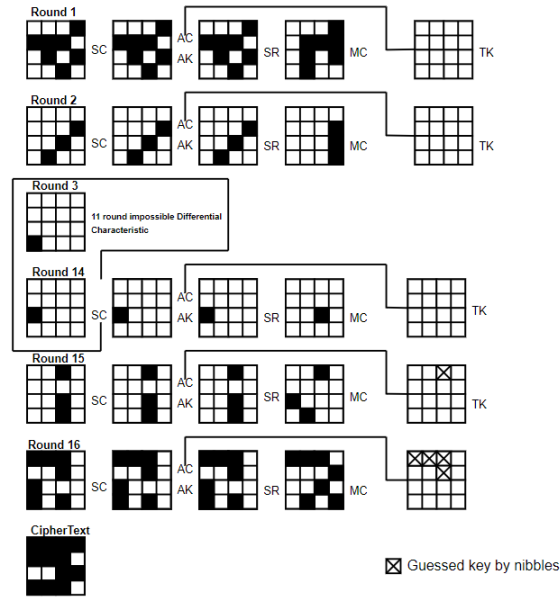 Round 1
SC
AC
AK
SR
MC
TK
Round 2
SC
AC
AK
SR
MC
TK
Round 3
11 round impossible Differential
Characteristic
Round 14
SC
AC
AK
SR
MC
TK
Round 15
SC
AC
AK
SR
MC
TK
Round 16
SC
AC
AK
SR
MC
CipherText
Guessed key by nibbles